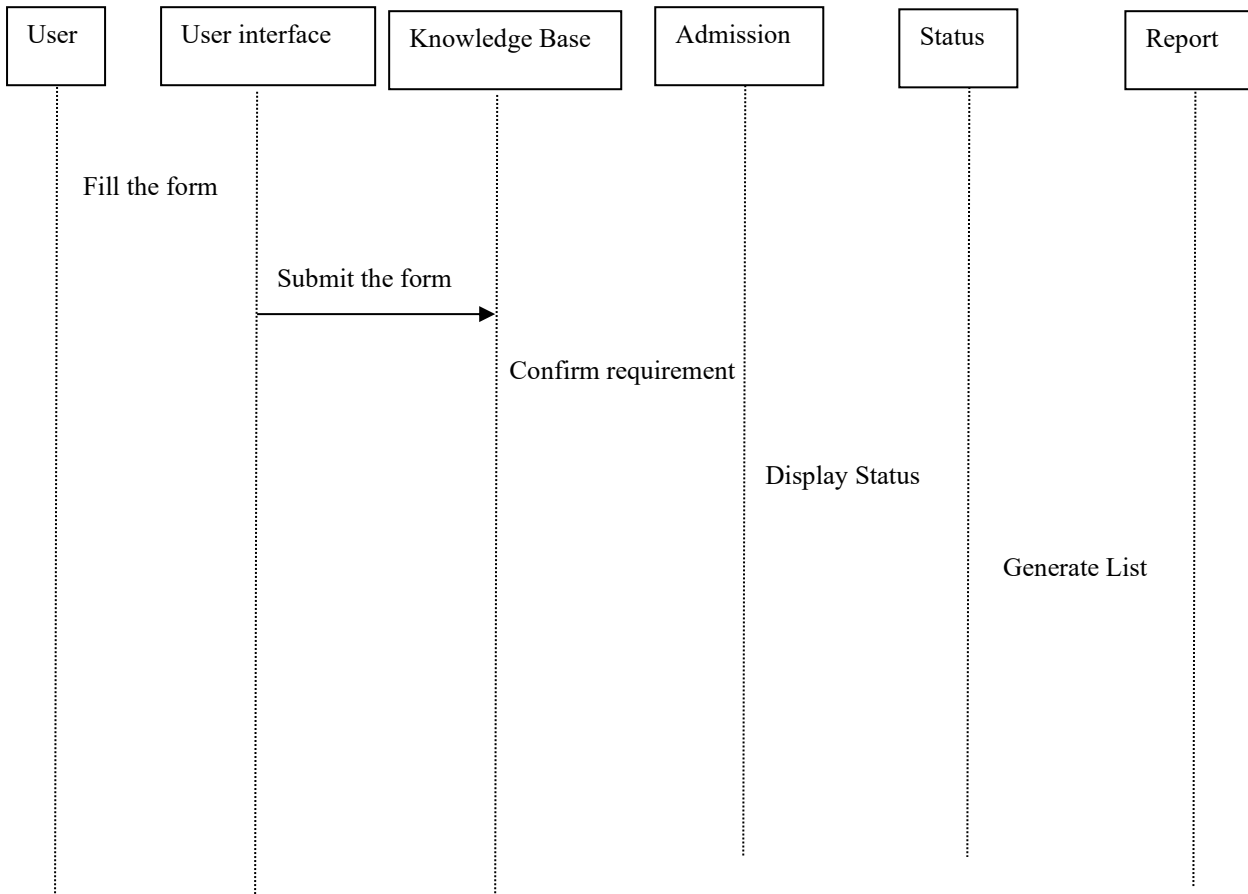 User
User interface
Knowledge Base
Admission
Status
Report
Fill the form
Submit the form
Confirm requirement
Display Status
Generate List